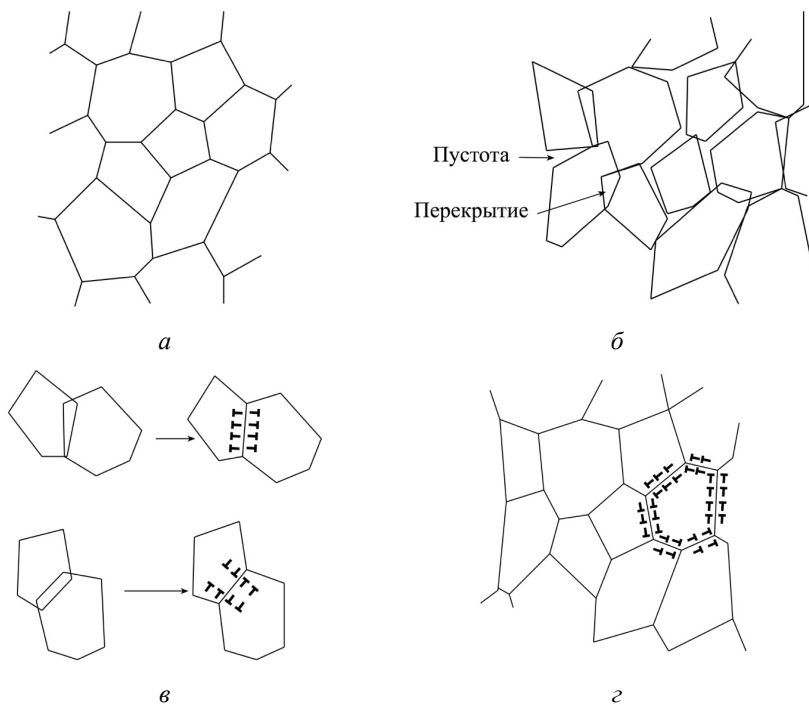 Пустота
Перекрытие
а
б
в
г